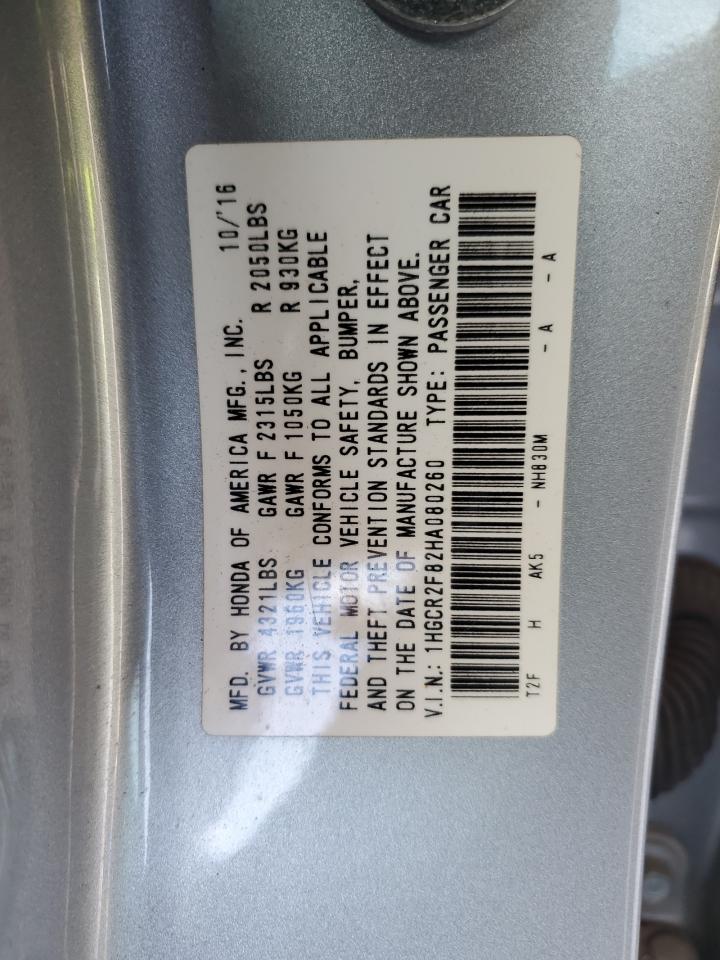 MFD. BY HONDA OF AMERICA MFG., INC. 10/'16
GVWR 4321LBS GAWR F 2315LBS R 2050LBS
GVWR 1960KG GAWR F 1050KG R 930KG
THIS VEHICLE CONFORMS TO ALL APPLICABLE
FEDERAL MOTOR VEHICLE SAFETY, BUMPER,
AND THEFT PREVENTION STANDARDS IN EFFECT
ON THE DATE OF MANUFACTURE SHOWN ABOVE.
V.I.N.: 1HGCR2F82HA080260 TYPE: PASSENGER CAR
T2F H AK5 - NH830M - A - A